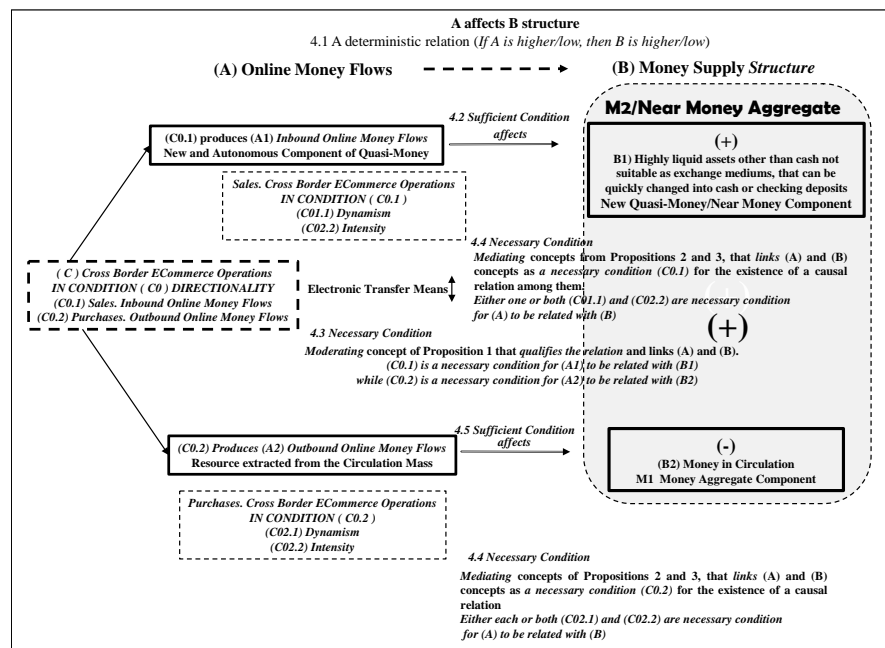 A affects B structure
4.1 A deterministic relation (If A is higher/low, then B is higher/low)
(A) Online Money Flows
(B) Money Supply Structure
M2/Near Money Aggregate
(C0.1) produces (A1) Inbound Online Money Flows
New and Autonomous Component of Quasi-Money
4.2 Sufficient Condition
affects
(+)
B1) Highly liquid assets other than cash not
suitable as exchange mediums, that can be
quickly changed into cash or checking deposits
New Quasi-Money/Near Money Component
Sales. Cross Border ECommerce Operations
IN CONDITION ( C0.1 )
(C01.1) Dynamism
(C02.2) Intensity
4.4 Necessary Condition
Mediating concepts from Propositions 2 and 3, that links (A) and (B)
concepts as a necessary condition (C0.1) for the existence of a causal
relation among them.
Either one or both (C01.1) and (C02.2) are necessary condition
for (A) to be related with (B)
( C ) Cross Border ECommerce Operations
IN CONDITION ( C0 ) DIRECTIONALITY
(C0.1) Sales. Inbound Online Money Flows
(C0.2) Purchases. Outbound Online Money Flows
Electronic Transfer Means
(+)
(+)
4.3 Necessary Condition
Moderating concept of Proposition 1 that qualifies the relation and links (A) and (B).
(C0.1) is a necessary condition for (A1) to be related with (B1)
while (C0.2) is a necessary condition for (A2) to be related with (B2)
(C0.2) Produces (A2) Outbound Online Money Flows
Resource extracted from the Circulation Mass
4.5 Sufficient Condition
affects
(-)
(B2) Money in Circulation
M1 Money Aggregate Component
Purchases. Cross Border ECommerce Operations
IN CONDITION ( C0.2 )
(C02.1) Dynamism
(C02.2) Intensity
4.4 Necessary Condition
Mediating concepts of Propositions 2 and 3, that links (A) and (B)
concepts as a necessary condition (C0.2) for the existence of a causal
relation
Either each or both (C02.1) and (C02.2) are necessary condition
for (A) to be related with (B)